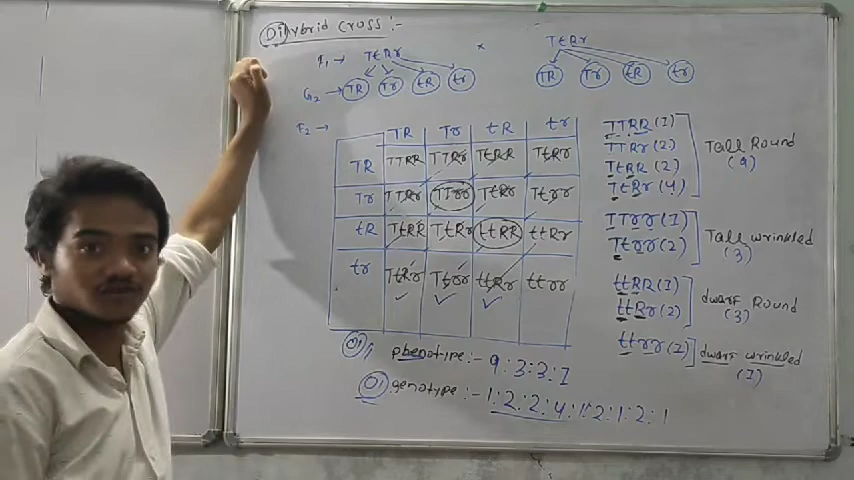 Dihybrid Cross :-
F1 → TtRr × TtRr
G2 → TR Tr tR tr TR Tr tR tr
F2 →
TR Tr tR tr
TR TTRR TTRr TtRR TtRr
Tr TTRr TTrr TtRr Ttrr
tR TtRR TtRr ttRR ttRr
tr TtRr Ttrr ttRr ttrr
TTRR (1)
TTRr (2)
TtRR (2)
TtRr (4)
Tall Round
(9)
TTrr (1)
Ttrr (2)
Tall wrinkled
(3)
ttRR (1)
ttRr (2)
dwarf Round
(3)
ttrr
dwarf wrinkled
(1)
phenotype :- 9:3:3:1
genotype :- 1:2:2:4:1:2:1:2:1